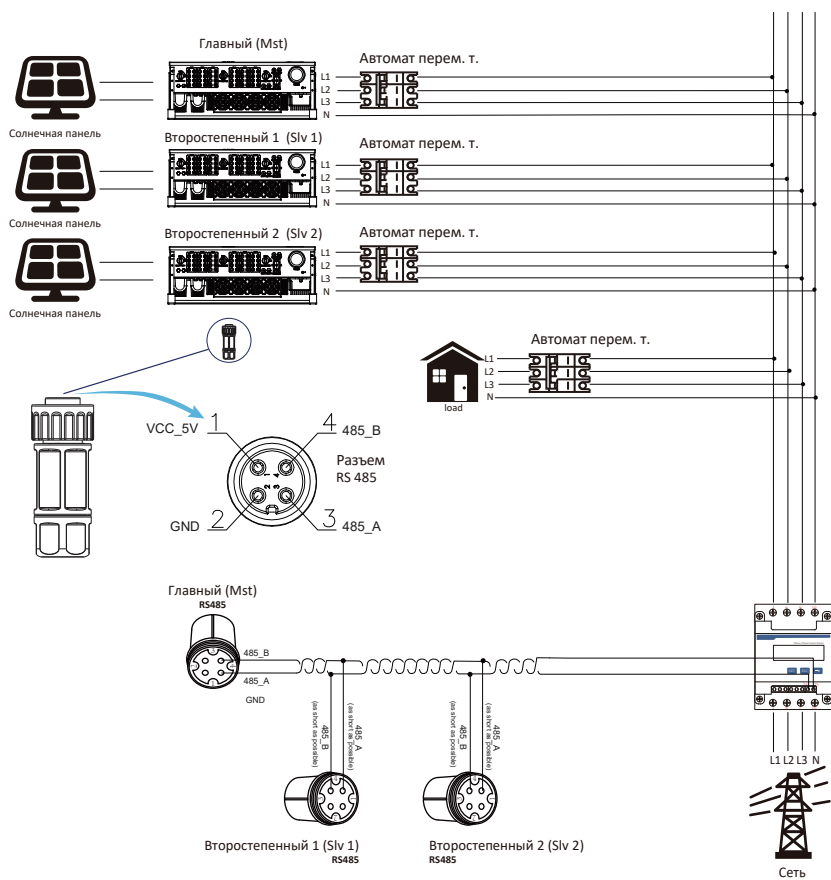 Главный (Mst)
Автомат перем. т.
L1
L2
L3
N
Солнечная панель
Второстепенный 1 (Slv 1)
Автомат перем. т.
L1
L2
L3
N
Солнечная панель
Второстепенный 2 (Slv 2)
Автомат перем. т.
L1
L2
L3
N
Солнечная панель
Автомат перем. т.
L1
L2
L3
N
load
VCC_5V 1
4 485_B
Разъем
RS 485
1 4
2 3
GND 2
3 485_A
Главный (Mst)
RS485
485_B
485_A
GND
485_B
(as short as possible)
485_A
(as short as possible)
485_B
(as short as possible)
485_A
(as short as possible)
L1 L2 L3 N
Второстепенный 1 (Slv 1)
RS485
Второстепенный 2 (Slv 2)
RS485
Сеть